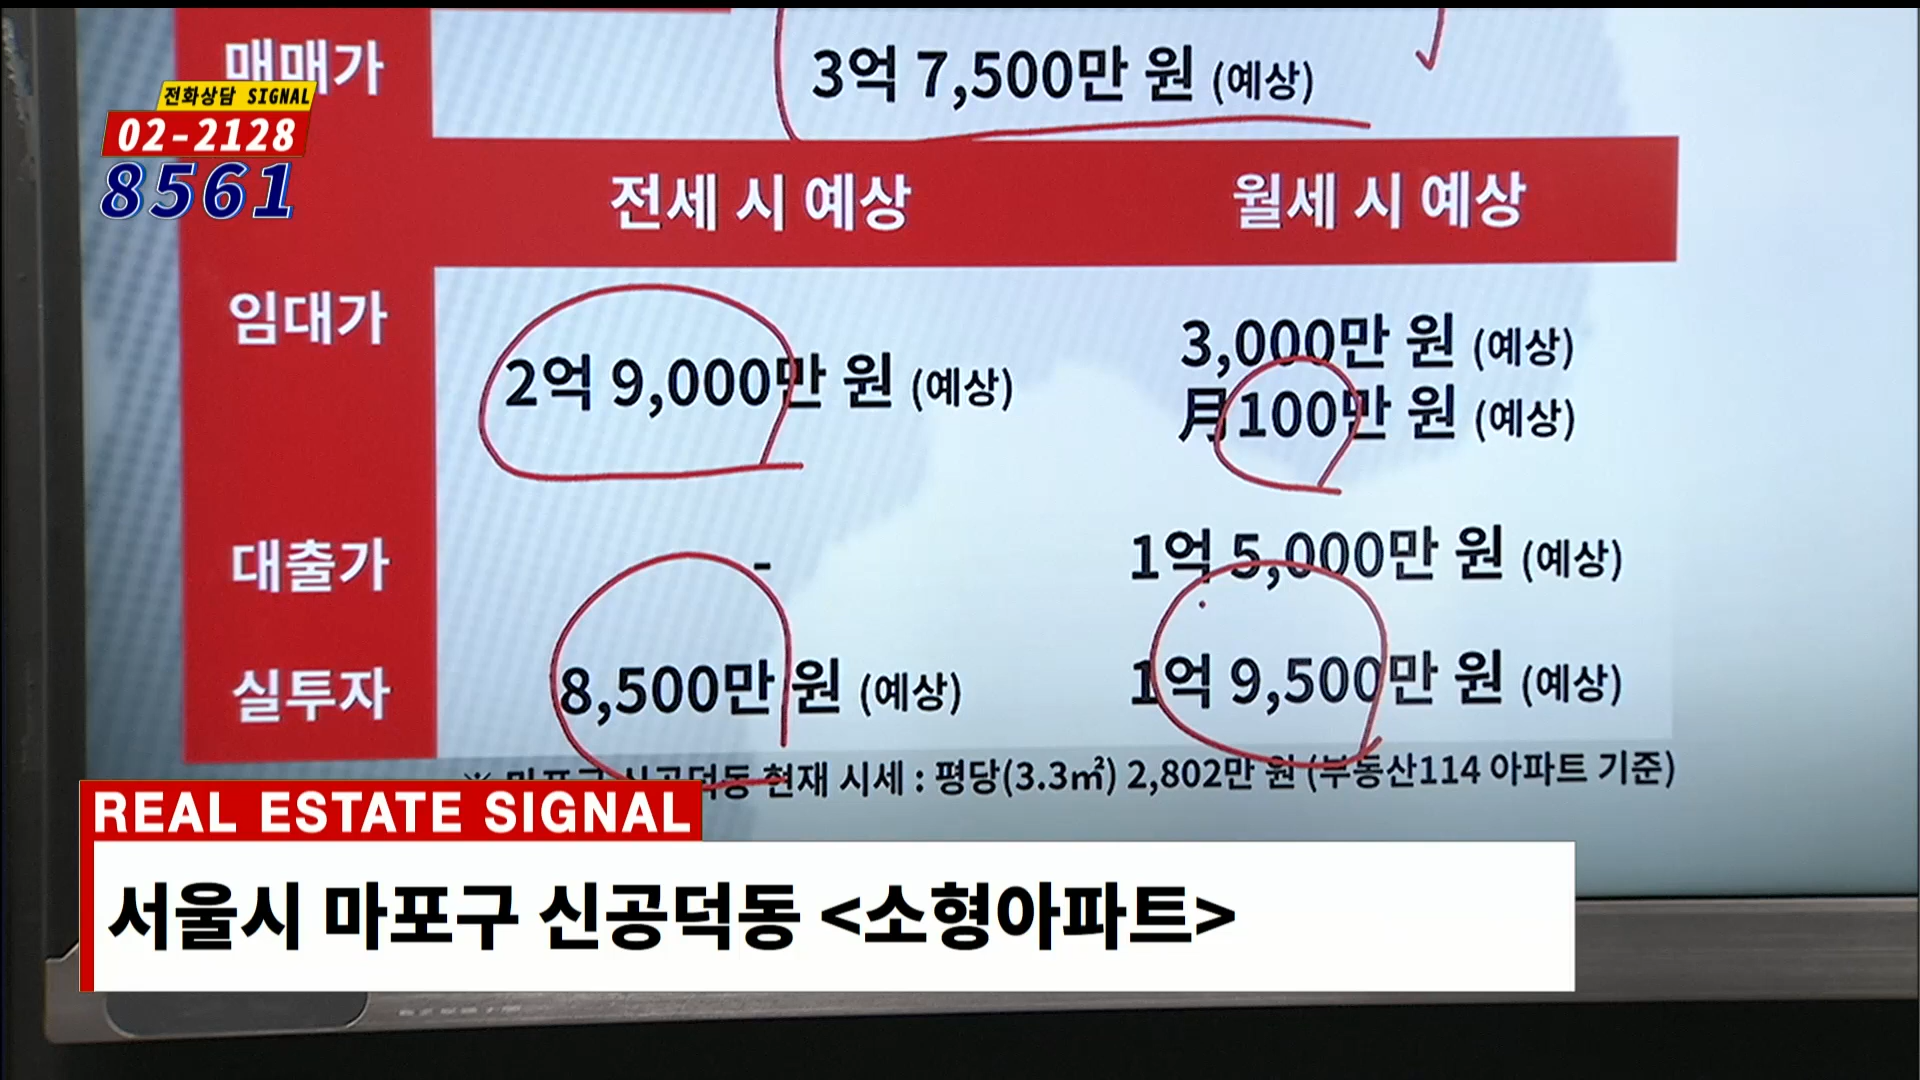 매매가
3억 7,500만 원 (예상)
전화상담 SIGNAL
02-2128
8561
전세 시 예상
월세 시 예상
임대가
2억 9,000만 원 (예상)
3,000만 원 (예상)
月100만 원 (예상)
대출가
-
1억 5,000만 원 (예상)
실투자
8,500만 원 (예상)
1억 9,500만 원 (예상)
※ 마포구 신공덕동 현재 시세 : 평당(3.3㎡) 2,802만 원 (부동산114 아파트 기준)
REAL ESTATE SIGNAL
서울시 마포구 신공덕동 <소형아파트>